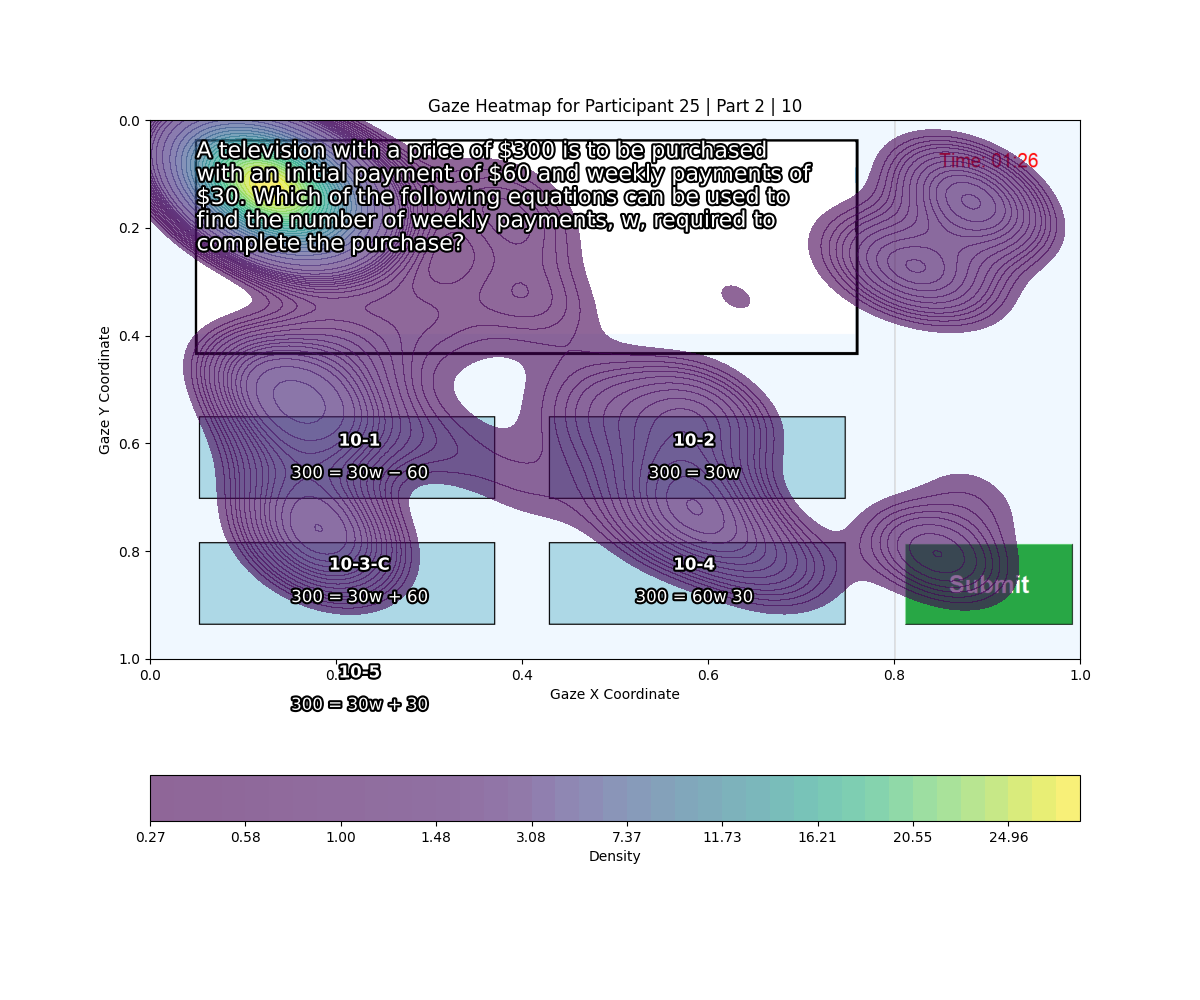 Gaze Heatmap for Participant 25 | Part 2 | 10
0.0
0.2
0.4
0.6
0.8
1.0
Gaze Y Coordinate
A television with a price of $300 is to be purchased
with an initial payment of $60 and weekly payments of
$30. Which of the following equations can be used to
find the number of weekly payments, w, required to
complete the purchase?
Time: 01:26
10-1
300 = 30w − 60
10-2
300 = 30w
10-3-C
300 = 30w + 60
10-4
300 = 60w 30
Submit
0.0 0.2 0.4 0.6 0.8 1.0
10-5
300 = 30w + 30
Gaze X Coordinate
0.27 0.58 1.00 1.48 3.08 7.37 11.73 16.21 20.55 24.96
Density